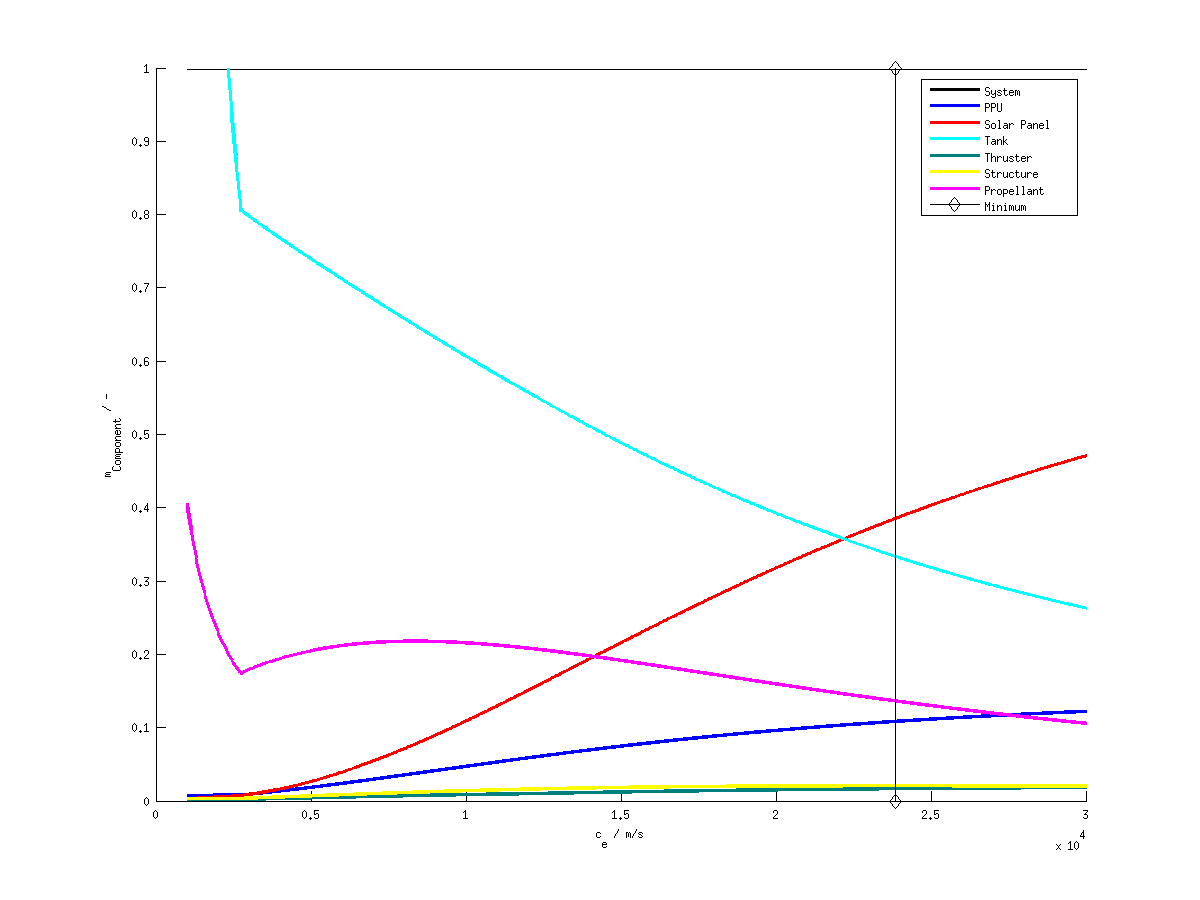 1
0.9
0.8
0.7
0.6
0.5
0.4
0.3
0.2
0.1
0
m_Component / -
System
PPU
Solar Panel
Tank
Thruster
Structure
Propellant
Minimum
0 0.5 1 1.5 2 2.5 3
c_e / m/s
x 10^4